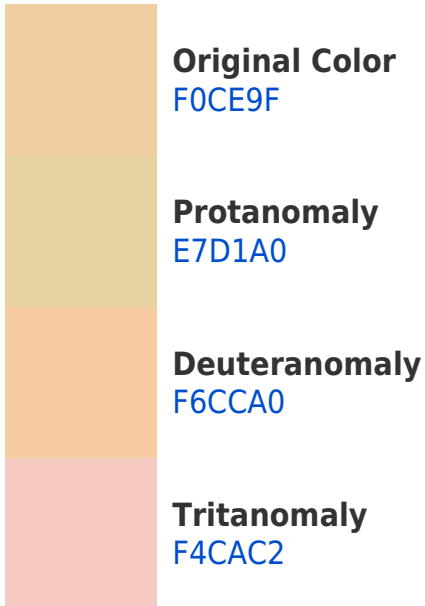 Original Color
F0CE9F
Protanomaly
E7D1A0
Deuteranomaly
F6CCA0
Tritanomaly
F4CAC2